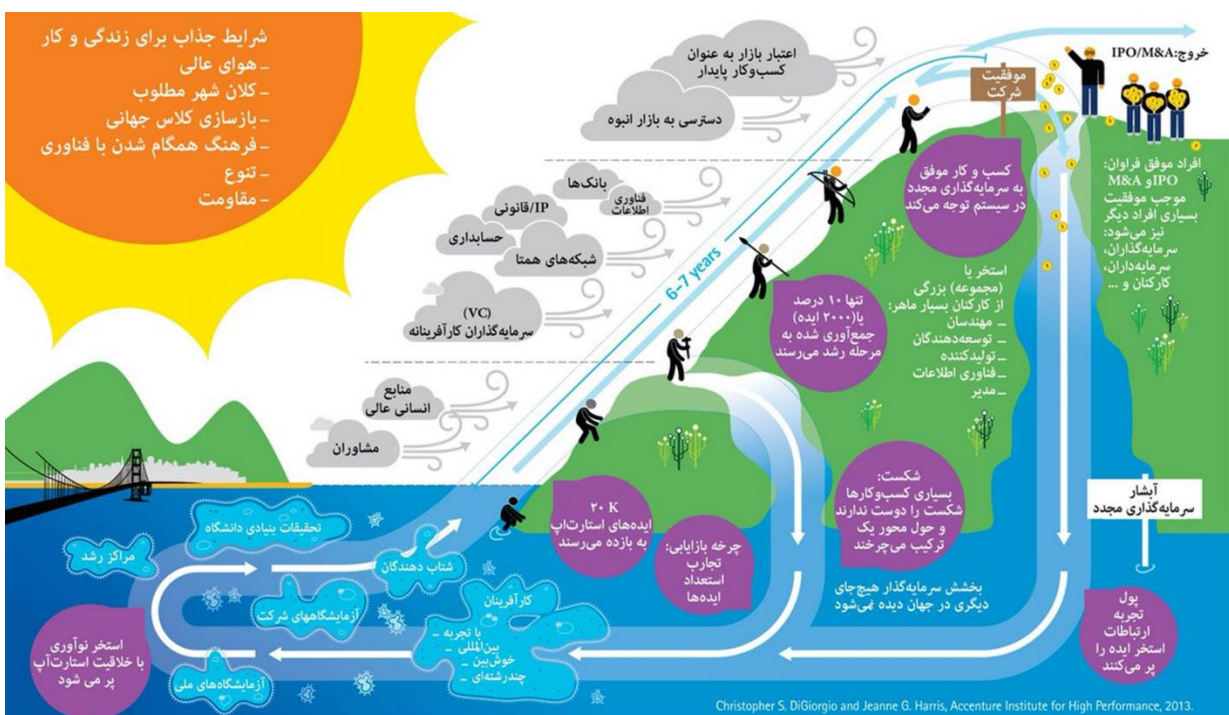 شرایط جذاب برای زندگی و کار
ـ هوای عالی
- کلان شهر مطلوب
- بازسازی کلاس جهانی
- فرهنگ همگام شدن با فناوری
- تنوع
- مقاومت
اعتبار بازار به عنوان
کسب‌وکار پایدار
دسترسی به بازار انبوه
بانک‌ها
فناوری
اطلاعات
IP/قانونی
حسابداری
شبکه‌های همتا
(VC)
سرمایه‌گذاران کارآفرینانه
منابع
انسانی عالی
مشاوران
6–7 years
خروج:IPO/M&A
موفقیت
شرکت
کسب و کار موفق
به سرمایه‌گذاری مجدد
در سیستم توجه می‌کند
افراد موفق فراوان:
IPO و M&A
موجب موفقیت
بسیاری افراد دیگر
نیز می‌شود:
سرمایه‌گذاران،
سرمایه‌داران،
کارکنان و ...
استخر یا
(مجموعه) بزرگی
از کارکنان بسیار ماهر:
ـ مهندسان
ـ توسعه‌دهندگان
ـ تولیدکننده
ـ فناوری اطلاعات
ـ مدیر
تنها ۱۰ درصد
یا(۲۰۰۰ ایده)
جمع‌آوری شده به
مرحله رشد می‌رسند
شکست:
بسیاری کسب‌وکارها
شکست را دوست ندارند
و حول محور یک
ترکیب می‌چرخند
۲۰ K
ایده‌های استارت‌اپ
به بازده می‌رسند
چرخه بازیابی:
تجارب
استعداد
ایده‌ها
بخشش سرمایه‌گذار هیچ‌جای
دیگری در جهان دیده نمی‌شود
آبشار
سرمایه‌گذاری مجدد
پول
تجربه
ارتباطات
استخر ایده را
پر می‌کنند
تحقیقات بنیادی دانشگاه
مراکز رشد
شتاب دهندگان
آزمایشگاههای شرکت
کارآفرینان
ـ با تجربه
ـ بین‌المللی
ـ خوش‌بین
ـ چندرشته‌ای
آزمایشگاه‌های ملی
استخر نوآوری
با خلاقیت استارت‌آپ
پر می شود
Christopher S. DiGiorgio and Jeanne G. Harris, Accenture Institute for High Performance, 2013.